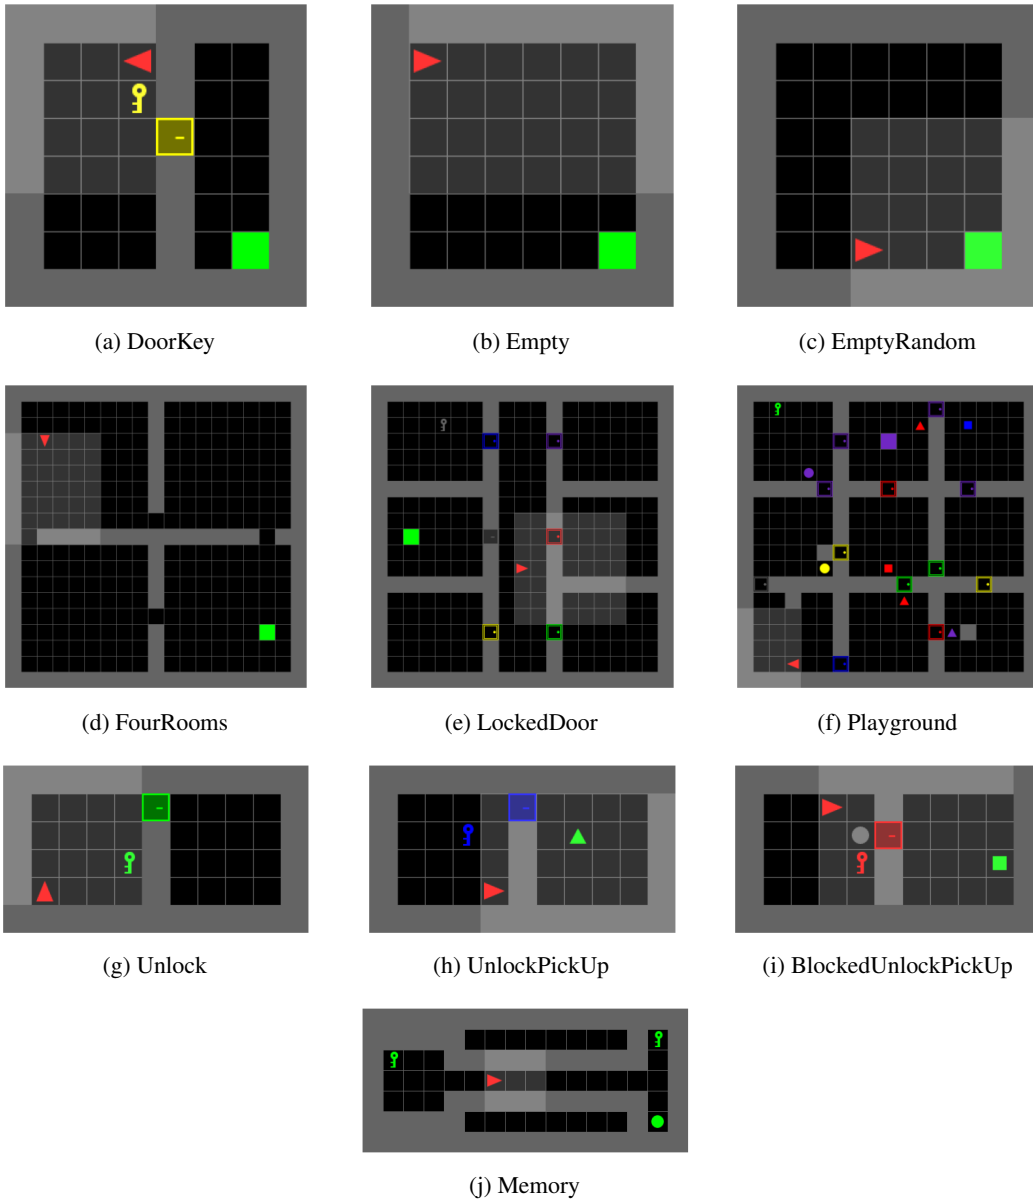 (a) DoorKey
(b) Empty
(c) EmptyRandom
(d) FourRooms
(e) LockedDoor
(f) Playground
(g) Unlock
(h) UnlockPickUp
(i) BlockedUnlockPickUp
(j) Memory